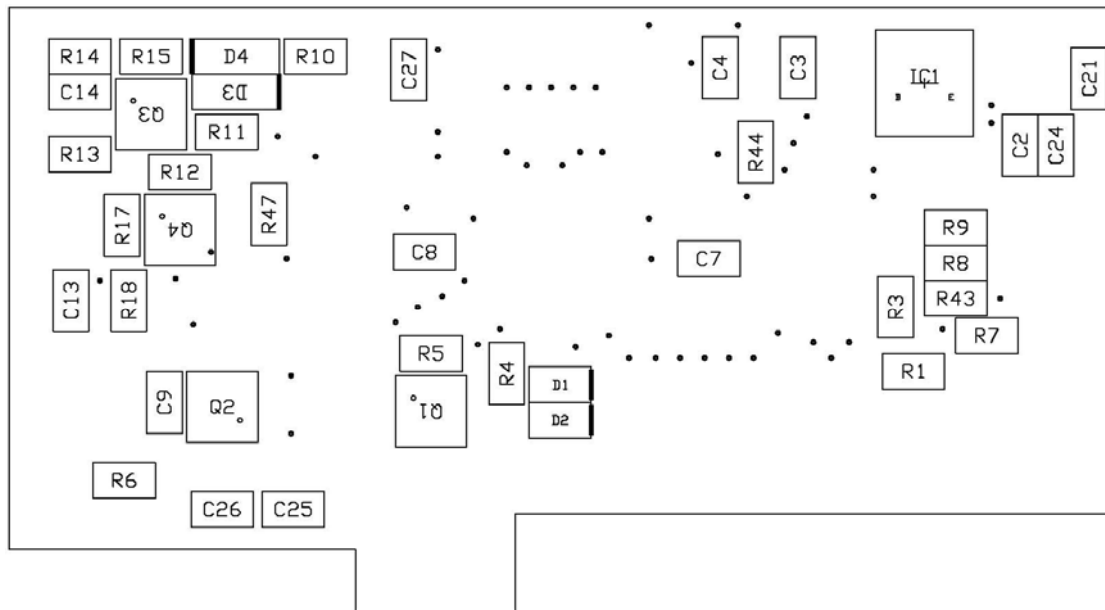 R14 R15 D4 R10 C27 C4 C3 IC1 C21
C14 D3
B E
Q3 R11 R44 C2 C24
R13
R12
R17 Q4 R47 R9
C8 C7 R8
C13 R18 R3 R43
R7
R5
R4 D1 R1
C9 Q2 Q1 D2
R6
C26 C25